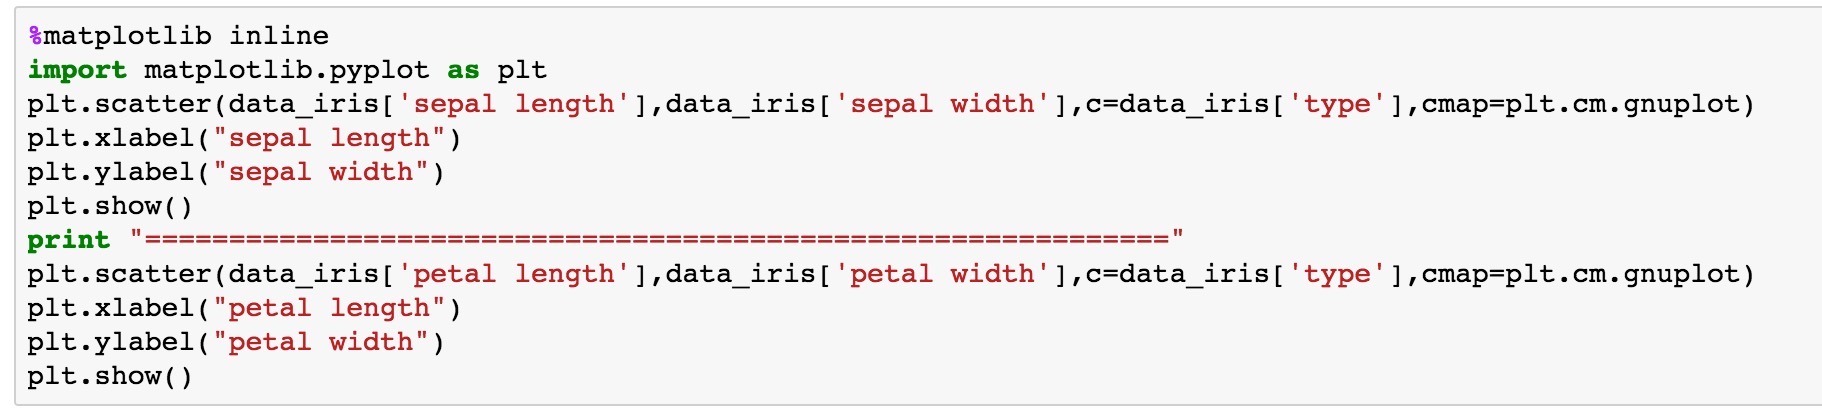 %matplotlib inline
import matplotlib.pyplot as plt
plt.scatter(data_iris['sepal length'],data_iris['sepal width'],c=data_iris['type'],cmap=plt.cm.gnuplot)
plt.xlabel("sepal length")
plt.ylabel("sepal width")
plt.show()
print "============================================================="
plt.scatter(data_iris['petal length'],data_iris['petal width'],c=data_iris['type'],cmap=plt.cm.gnuplot)
plt.xlabel("petal length")
plt.ylabel("petal width")
plt.show()